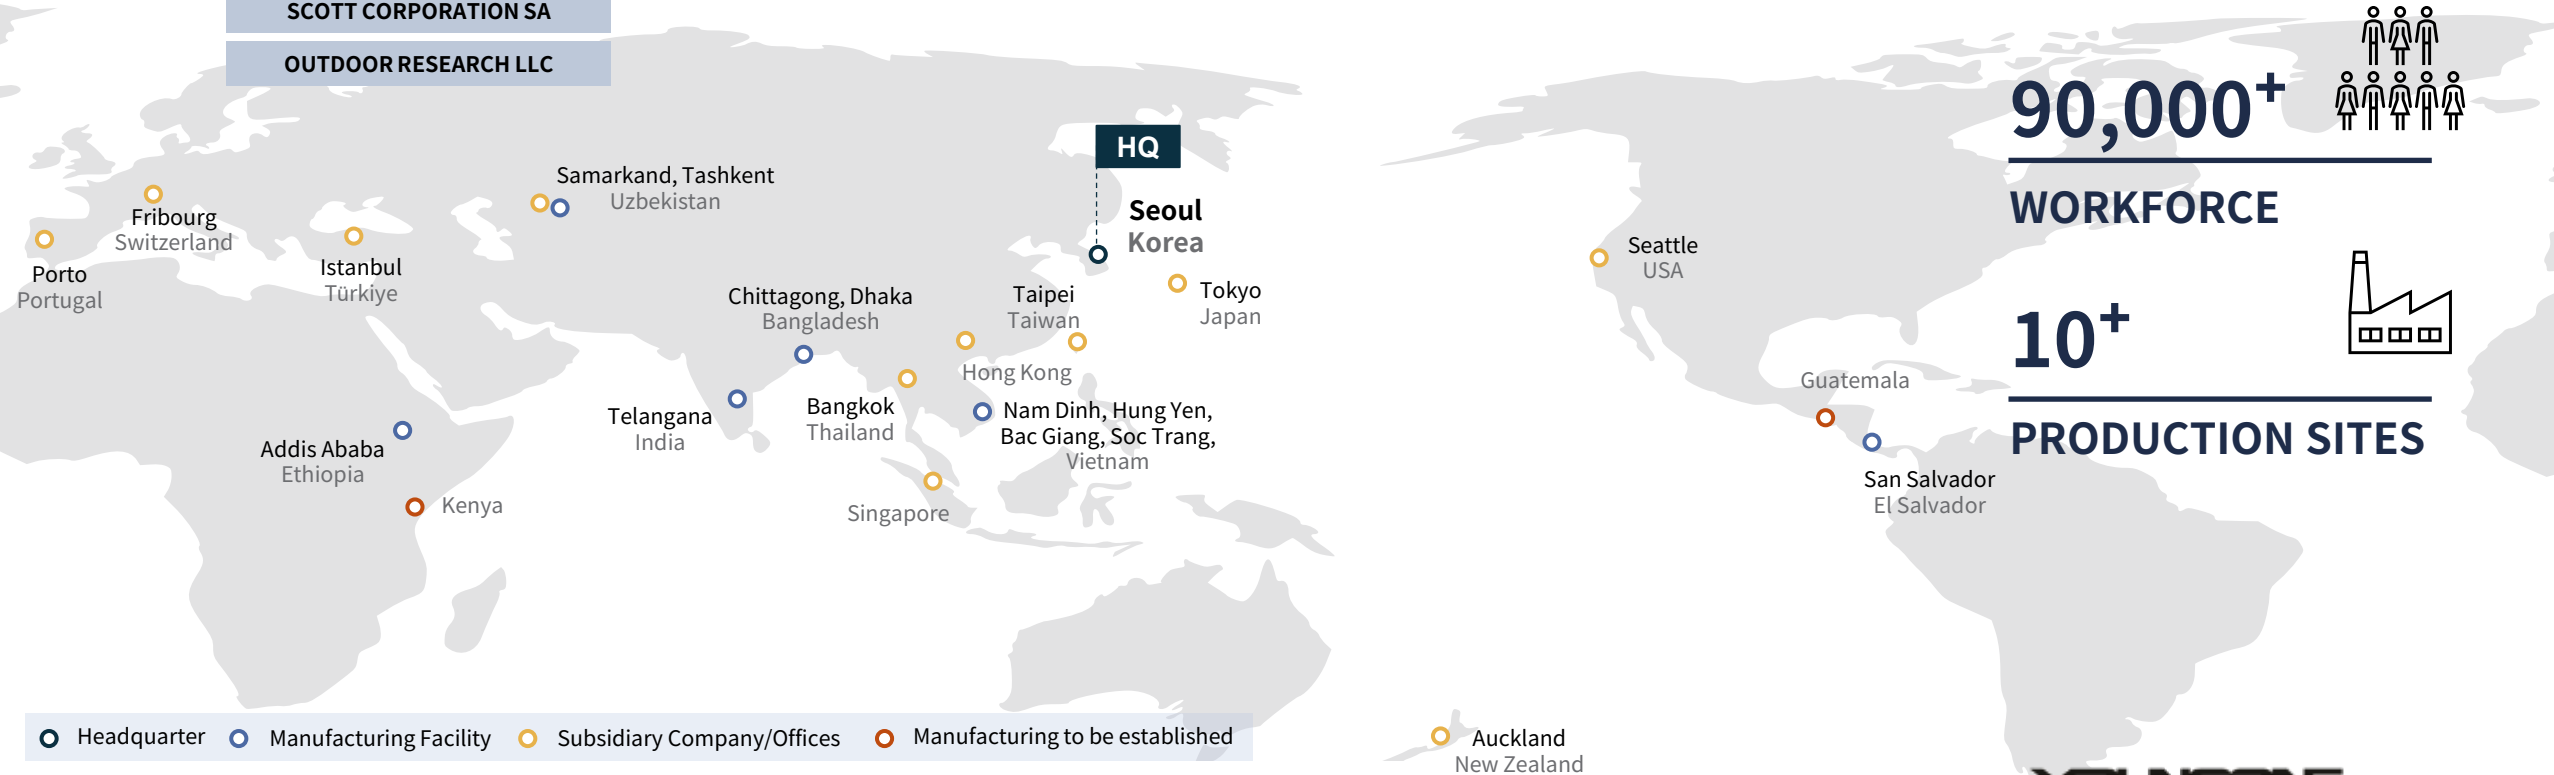 SCOTT CORPORATION SA
OUTDOOR RESEARCH LLC
90,000+
WORKFORCE
10+
PRODUCTION SITES
HQ
Seoul
Korea
Samarkand, Tashkent
Uzbekistan
Fribourg
Switzerland
Porto
Portugal
Istanbul
Türkiye
Chittagong, Dhaka
Bangladesh
Taipei
Taiwan
Tokyo
Japan
Seattle
USA
Hong Kong
Guatemala
Telangana
India
Bangkok
Thailand
Nam Dinh, Hung Yen,
Bac Giang, Soc Trang,
Vietnam
Addis Ababa
Ethiopia
Kenya
Singapore
San Salvador
El Salvador
Auckland
New Zealand
Headquarter
Manufacturing Facility
Subsidiary Company/Offices
Manufacturing to be established